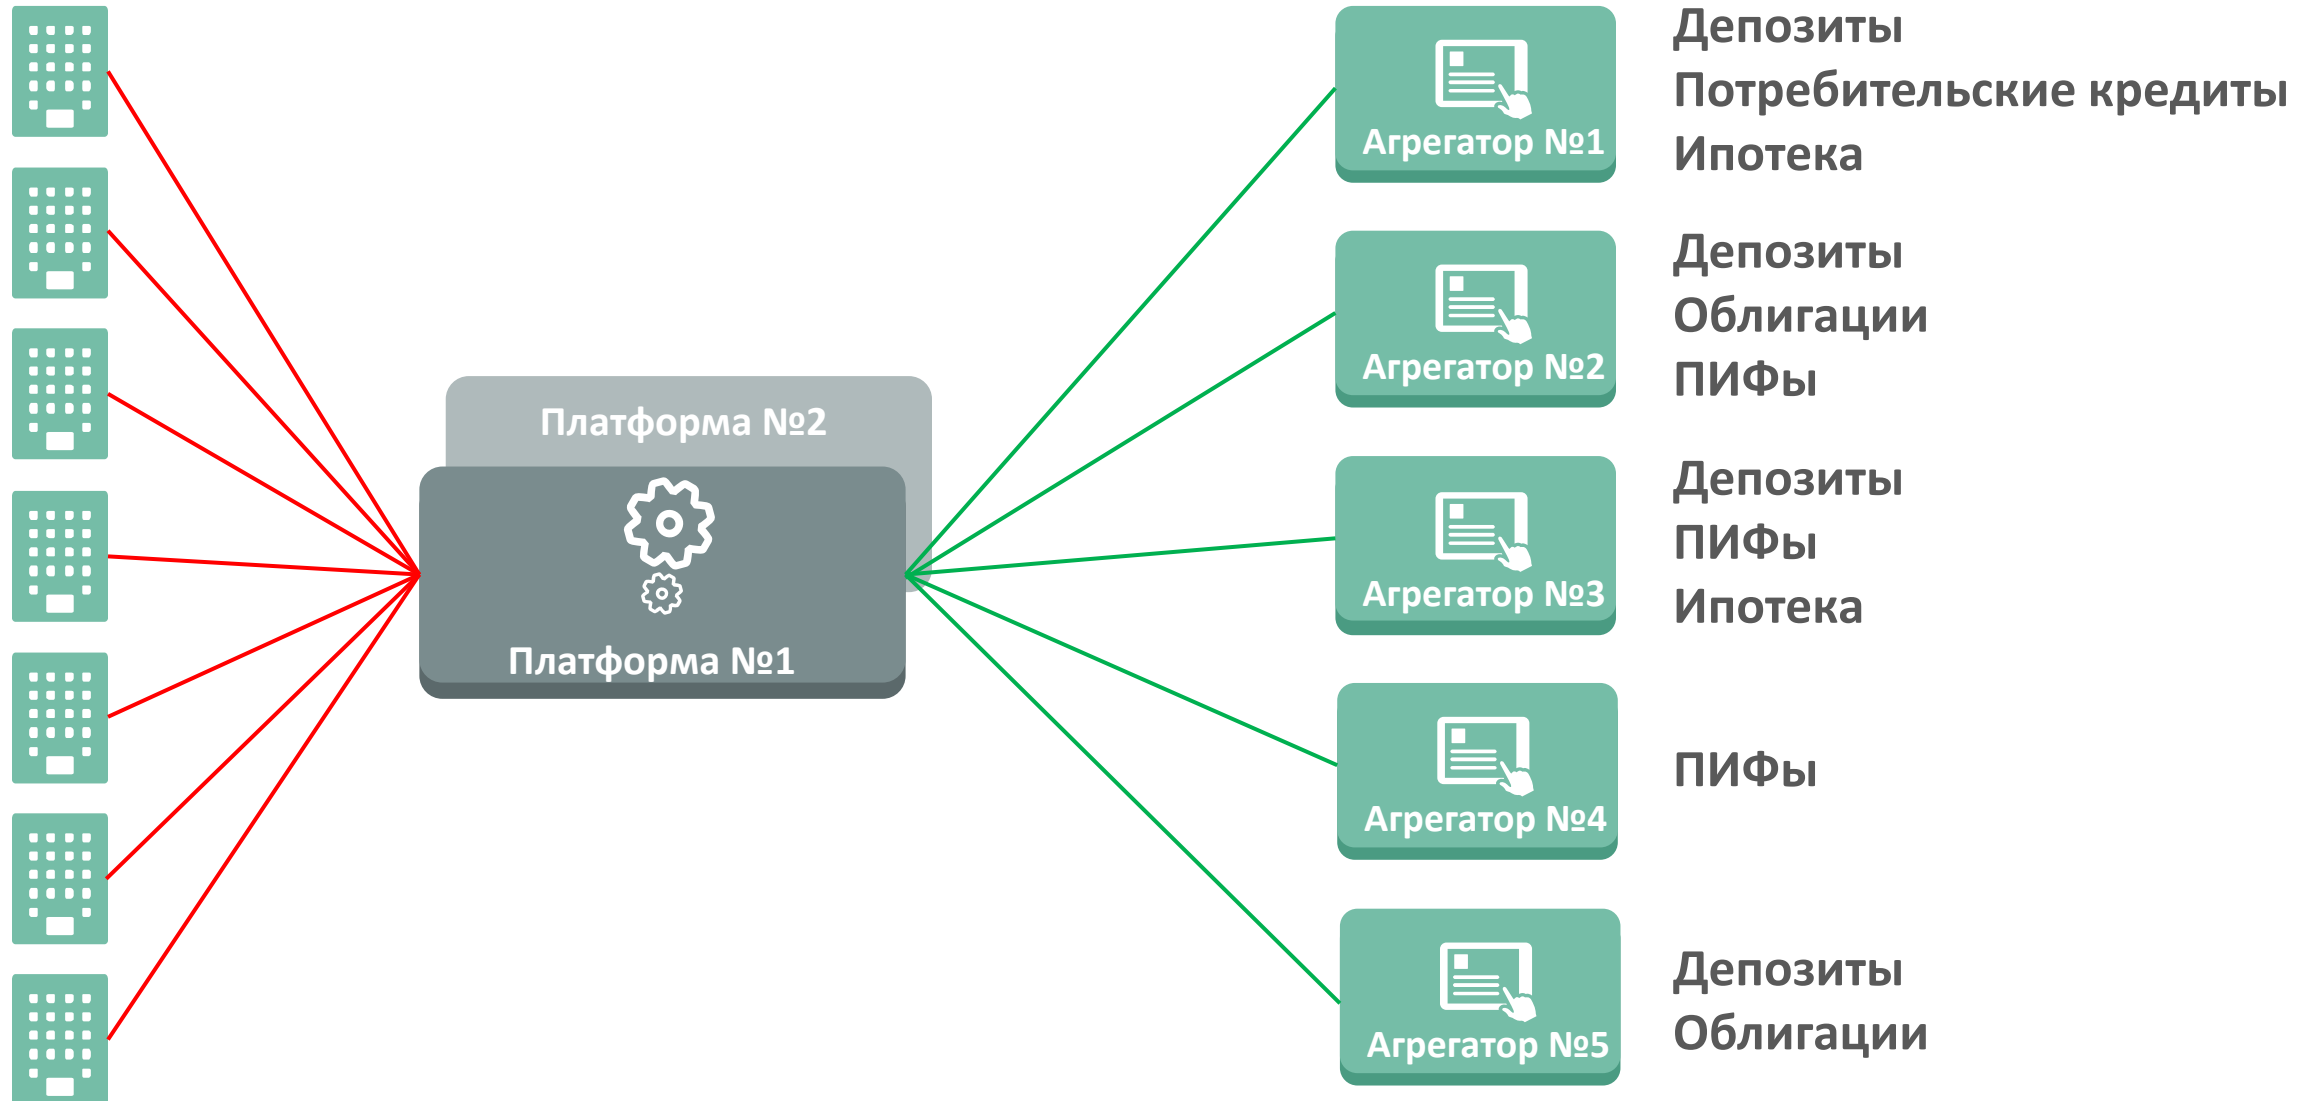 Платформа №2
Платформа №1
Агрегатор №1
Депозиты
Потребительские кредиты
Ипотека
Агрегатор №2
Депозиты
Облигации
ПИФы
Агрегатор №3
Депозиты
ПИФы
Ипотека
Агрегатор №4
ПИФы
Агрегатор №5
Депозиты
Облигации